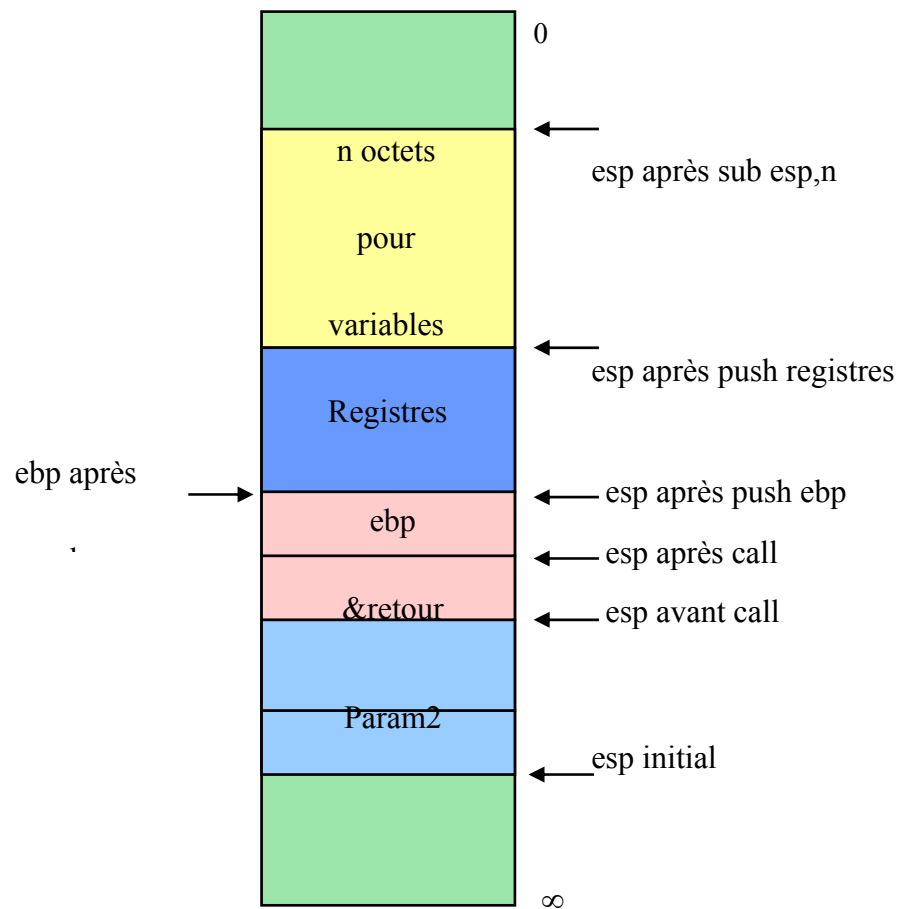 0
n octets
esp après sub esp,n
pour
variables
esp après push registres
Registres
ebp après
esp après push ebp
ebp
esp après call
&retour
esp avant call
Param2
esp initial
∞